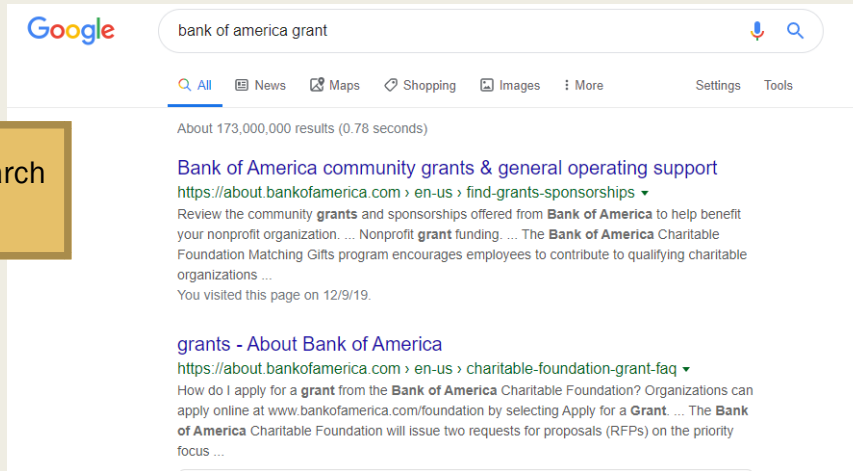 Google
bank of america grant
All News Maps Shopping Images More Settings Tools
About 173,000,000 results (0.78 seconds)
Bank of America community grants & general operating support
https://about.bankofamerica.com › en-us › find-grants-sponsorships
Review the community grants and sponsorships offered from Bank of America to help benefit
your nonprofit organization. ... Nonprofit grant funding. ... The Bank of America Charitable
Foundation Matching Gifts program encourages employees to contribute to qualifying charitable
organizations ...
You visited this page on 12/9/19.
grants - About Bank of America
https://about.bankofamerica.com › en-us › charitable-foundation-grant-faq
How do I apply for a grant from the Bank of America Charitable Foundation? Organizations can
apply online at www.bankofamerica.com/foundation by selecting Apply for a Grant. ... The Bank
of America Charitable Foundation will issue two requests for proposals (RFPs) on the priority
focus ...